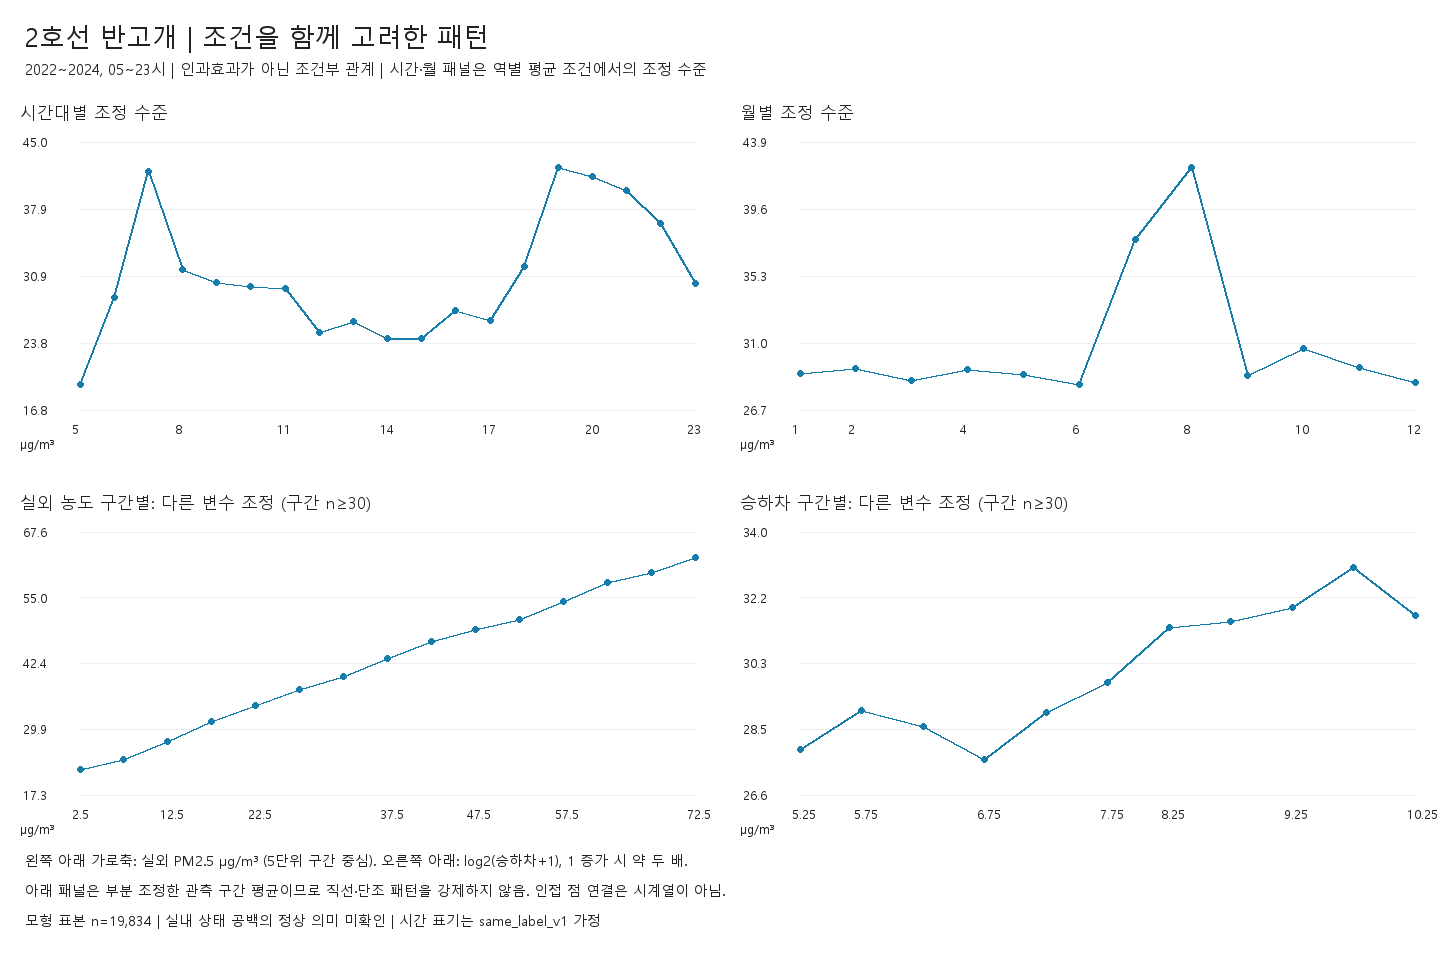 2호선 반고개 | 조건을 함께 고려한 패턴
2022~2024, 05~23시 | 인과효과가 아닌 조건부 관계 | 시간·월 패널은 역별 평균 조건에서의 조정 수준
시간대별 조정 수준
45.0
37.9
30.9
23.8
16.8
5 8 11 14 17 20 23
µg/m³
월별 조정 수준
43.9
39.6
35.3
31.0
26.7
1 2 4 6 8 10 12
µg/m³
실외 농도 구간별: 다른 변수 조정 (구간 n≥30)
67.6
55.0
42.4
29.9
17.3
2.5 12.5 22.5 37.5 47.5 57.5 72.5
µg/m³
승하차 구간별: 다른 변수 조정 (구간 n≥30)
34.0
32.2
30.3
28.5
26.6
5.25 5.75 6.75 7.75 8.25 9.25 10.25
µg/m³
왼쪽 아래 가로축: 실외 PM2.5 µg/m³ (5단위 구간 중심). 오른쪽 아래: log2(승하차+1), 1 증가 시 약 두 배.
아래 패널은 부분 조정한 관측 구간 평균이므로 직선·단조 패턴을 강제하지 않음. 인접 점 연결은 시계열이 아님.
모형 표본 n=19,834 | 실내 상태 공백의 정상 의미 미확인 | 시간 표기는 same_label_v1 가정